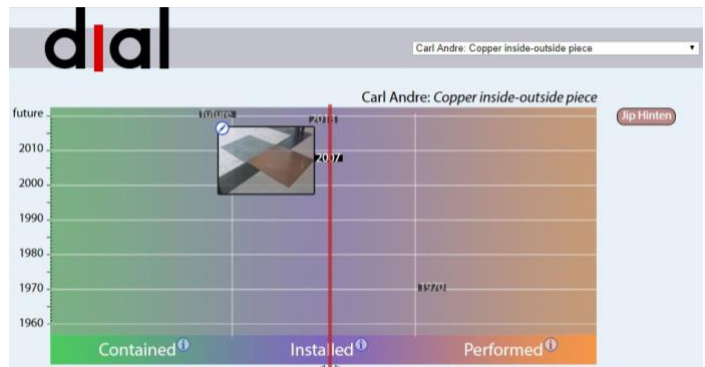 dial
Carl Andre: Copper inside-outside piece
Carl Andre: Copper inside-outside piece
Jip Hinten
future
future
2018
2010
2007
2000
1990
1980
1970
1970
1960
Contained
Installed
Performed